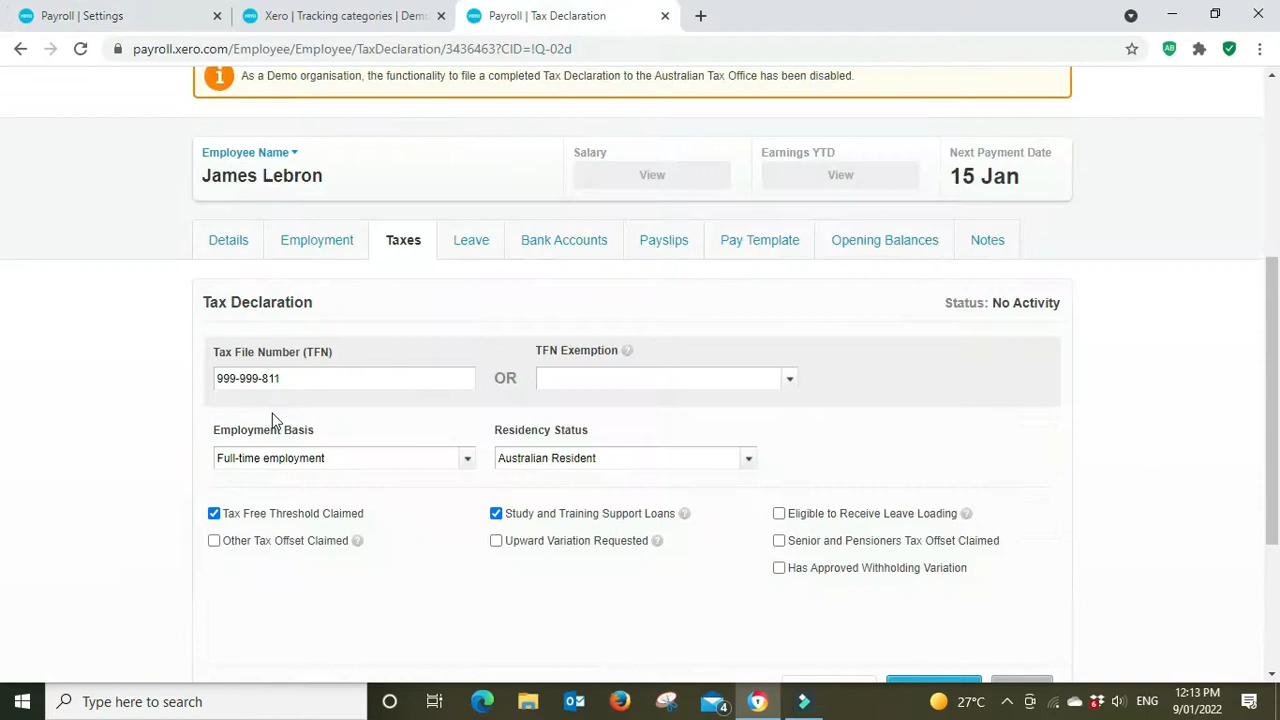 Payroll | Settings
Xero | Tracking categories | Demo
Payroll | Tax Declaration
payroll.xero.com/Employee/Employee/TaxDeclaration/3436463?CID=!Q-02d
As a Demo organisation, the functionality to file a completed Tax Declaration to the Australian Tax Office has been disabled.
Employee Name
Salary
Earnings YTD
Next Payment Date
James Lebron
View
View
15 Jan
Details
Employment
Taxes
Leave
Bank Accounts
Payslips
Pay Template
Opening Balances
Notes
Tax Declaration
Status: No Activity
Tax File Number (TFN)
TFN Exemption ?
999-999-811
OR
Employment Basis
Residency Status
Full-time employment
Australian Resident
Tax Free Threshold Claimed
Study and Training Support Loans ?
Eligible to Receive Leave Loading ?
Other Tax Offset Claimed ?
Upward Variation Requested ?
Senior and Pensioners Tax Offset Claimed
Has Approved Withholding Variation
Type here to search
4
27°C
ENG
12:13 PM
9/01/2022